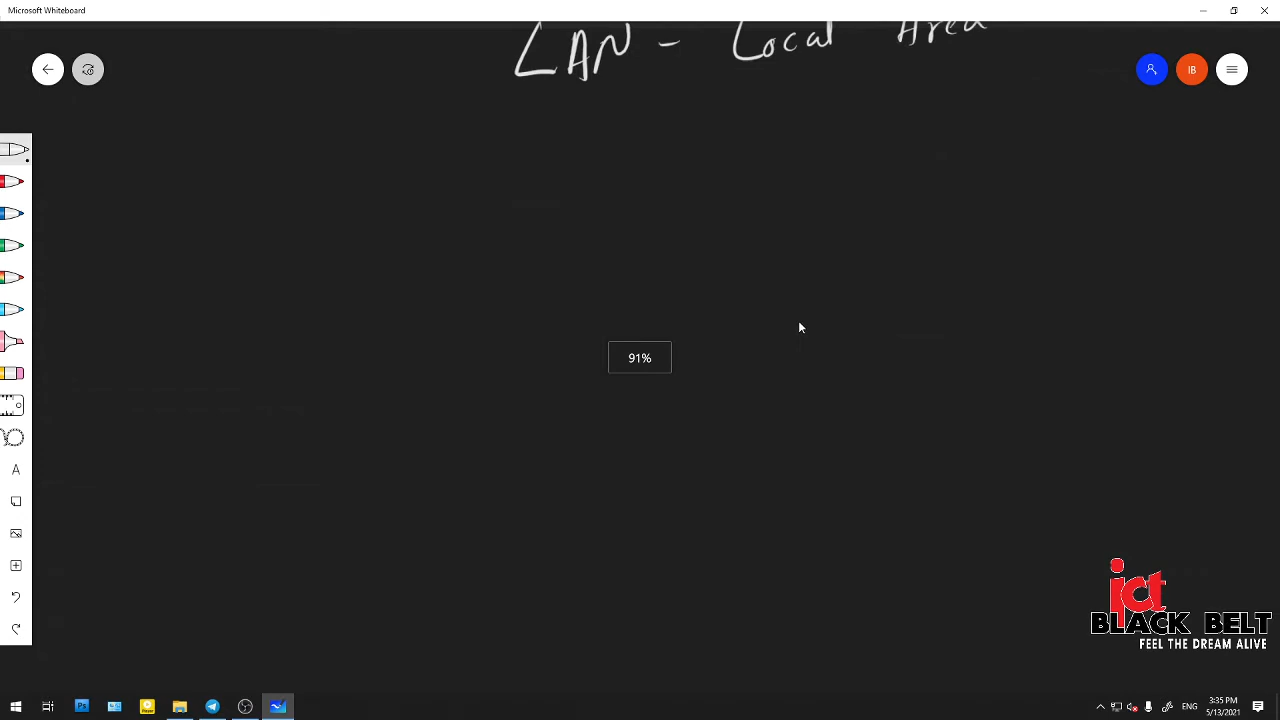 Microsoft Whiteboard
LAN - Local Area
IB
91%
A
ict
BLACK BELT
FEEL THE DREAM ALIVE
Ps
ENG
3:35 PM
5/13/2021